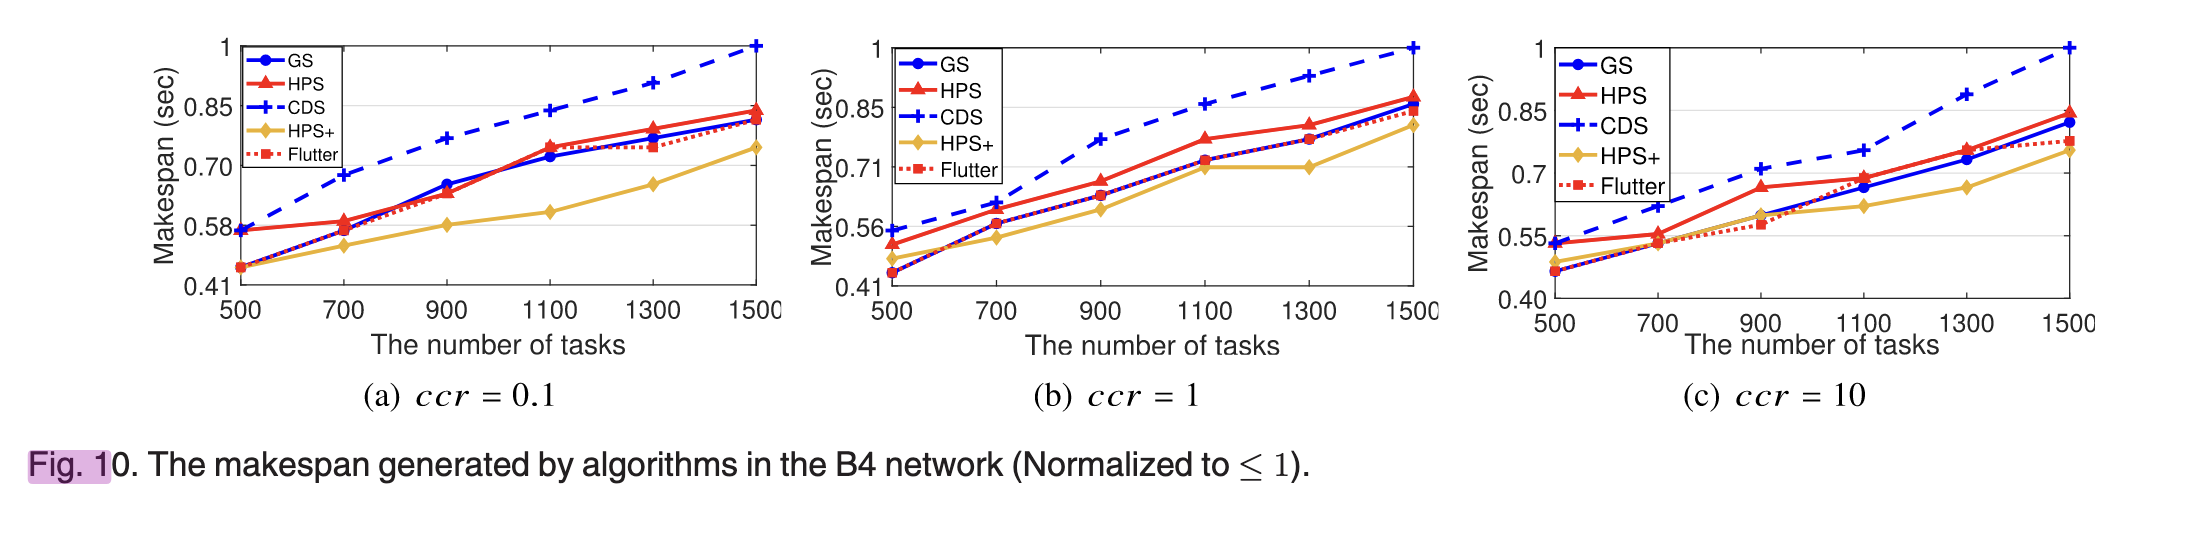 Makespan (sec)
1
0.85
0.70
0.58
0.41
GS
HPS
CDS
HPS+
Flutter
500 700 900 1100 1300 1500
The number of tasks
(a) ccr = 0.1
Makespan (sec)
1
0.85
0.71
0.56
0.41
GS
HPS
CDS
HPS+
Flutter
500 700 900 1100 1300 1500
The number of tasks
(b) ccr = 1
Makespan (sec)
1
0.85
0.7
0.55
0.40
GS
HPS
CDS
HPS+
Flutter
500 700 900 1100 1300 1500
The number of tasks
(c) ccr = 10
Fig. 10. The makespan generated by algorithms in the B4 network (Normalized to ≤ 1).